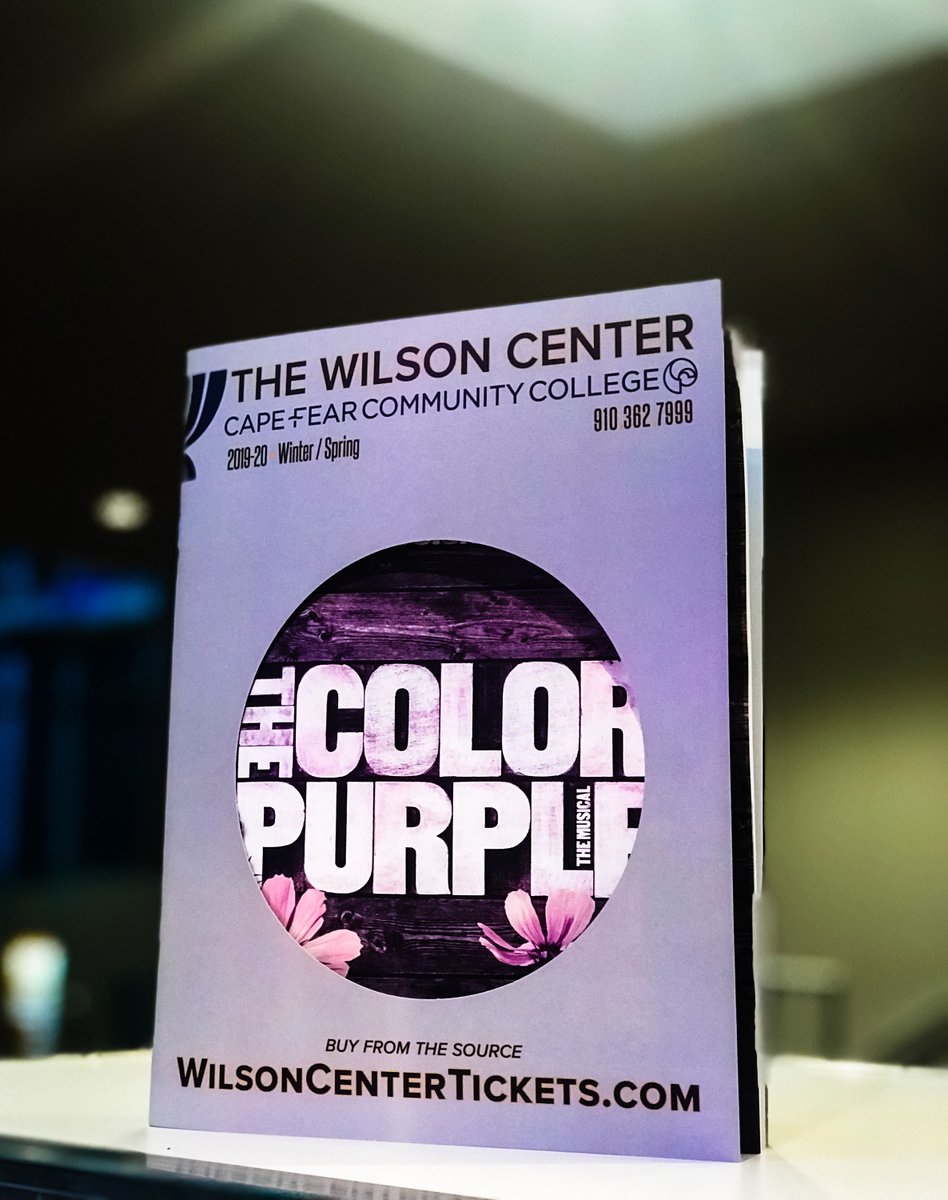 THE WILSON CENTER
CAPE FEAR COMMUNITY COLLEGE
910 362 7999
2019-20 Winter / Spring
THE
COLOR
PURPLE
THE MUSICAL
BUY FROM THE SOURCE
WILSONCENTERTICKETS.COM